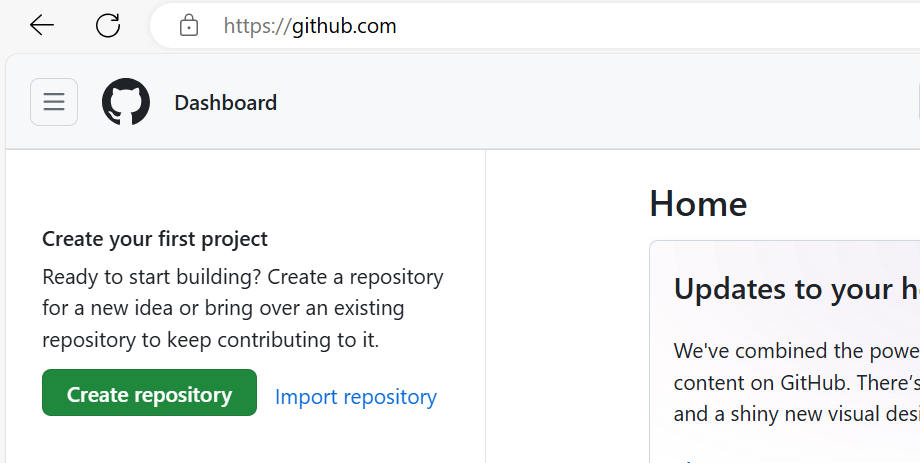 https://github.com
Dashboard
Create your first project
Ready to start building? Create a repository
for a new idea or bring over an existing
repository to keep contributing to it.
Create repository
Import repository
Home
Updates to your
We've combined the
content on GitHub. There's
and a shiny new visual